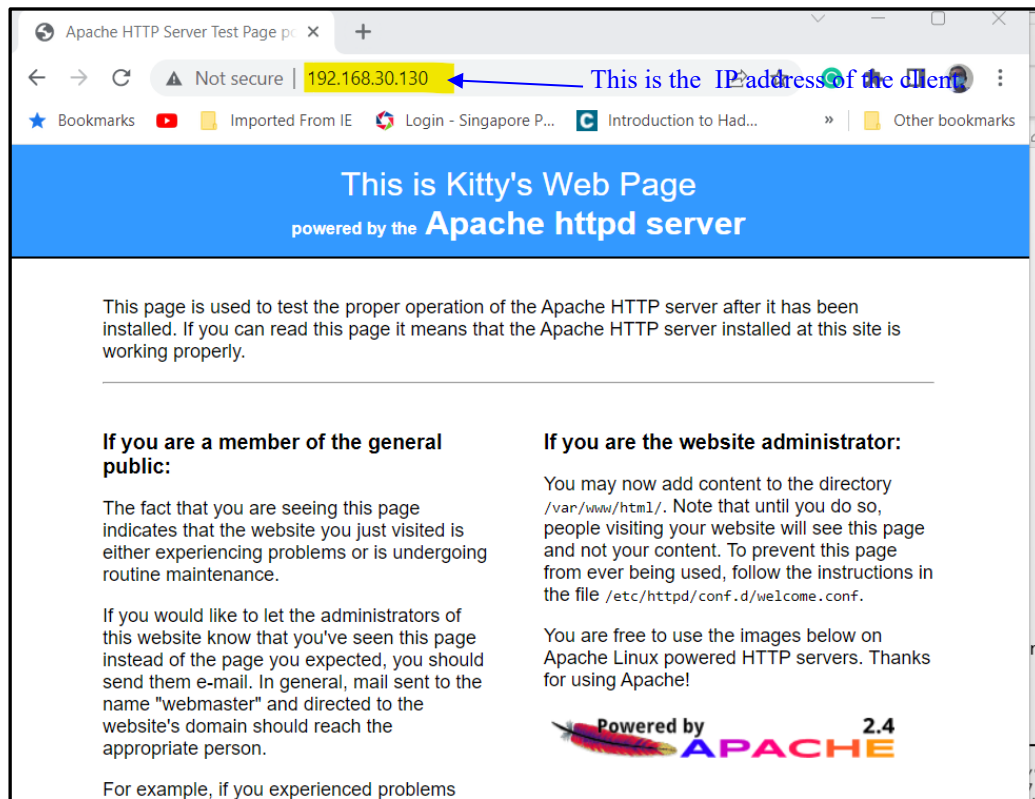 Apache HTTP Server Test Page po
Not secure | 192.168.30.130
This is the IP address of the client.
Bookmarks
Imported From IE
Login - Singapore P...
Introduction to Had...
»
Other bookmarks
This is Kitty's Web Page
powered by the Apache httpd server
This page is used to test the proper operation of the Apache HTTP server after it has been
installed. If you can read this page it means that the Apache HTTP server installed at this site is
working properly.
If you are a member of the general
public:
The fact that you are seeing this page
indicates that the website you just visited is
either experiencing problems or is undergoing
routine maintenance.
If you would like to let the administrators of
this website know that you've seen this page
instead of the page you expected, you should
send them e-mail. In general, mail sent to the
name "webmaster" and directed to the
website's domain should reach the
appropriate person.
For example, if you experienced problems
If you are the website administrator:
You may now add content to the directory
/var/www/html/. Note that until you do so,
people visiting your website will see this page
and not your content. To prevent this page
from ever being used, follow the instructions in
the file /etc/httpd/conf.d/welcome.conf.
You are free to use the images below on
Apache Linux powered HTTP servers. Thanks
for using Apache!
Powered by 2.4
APACHE